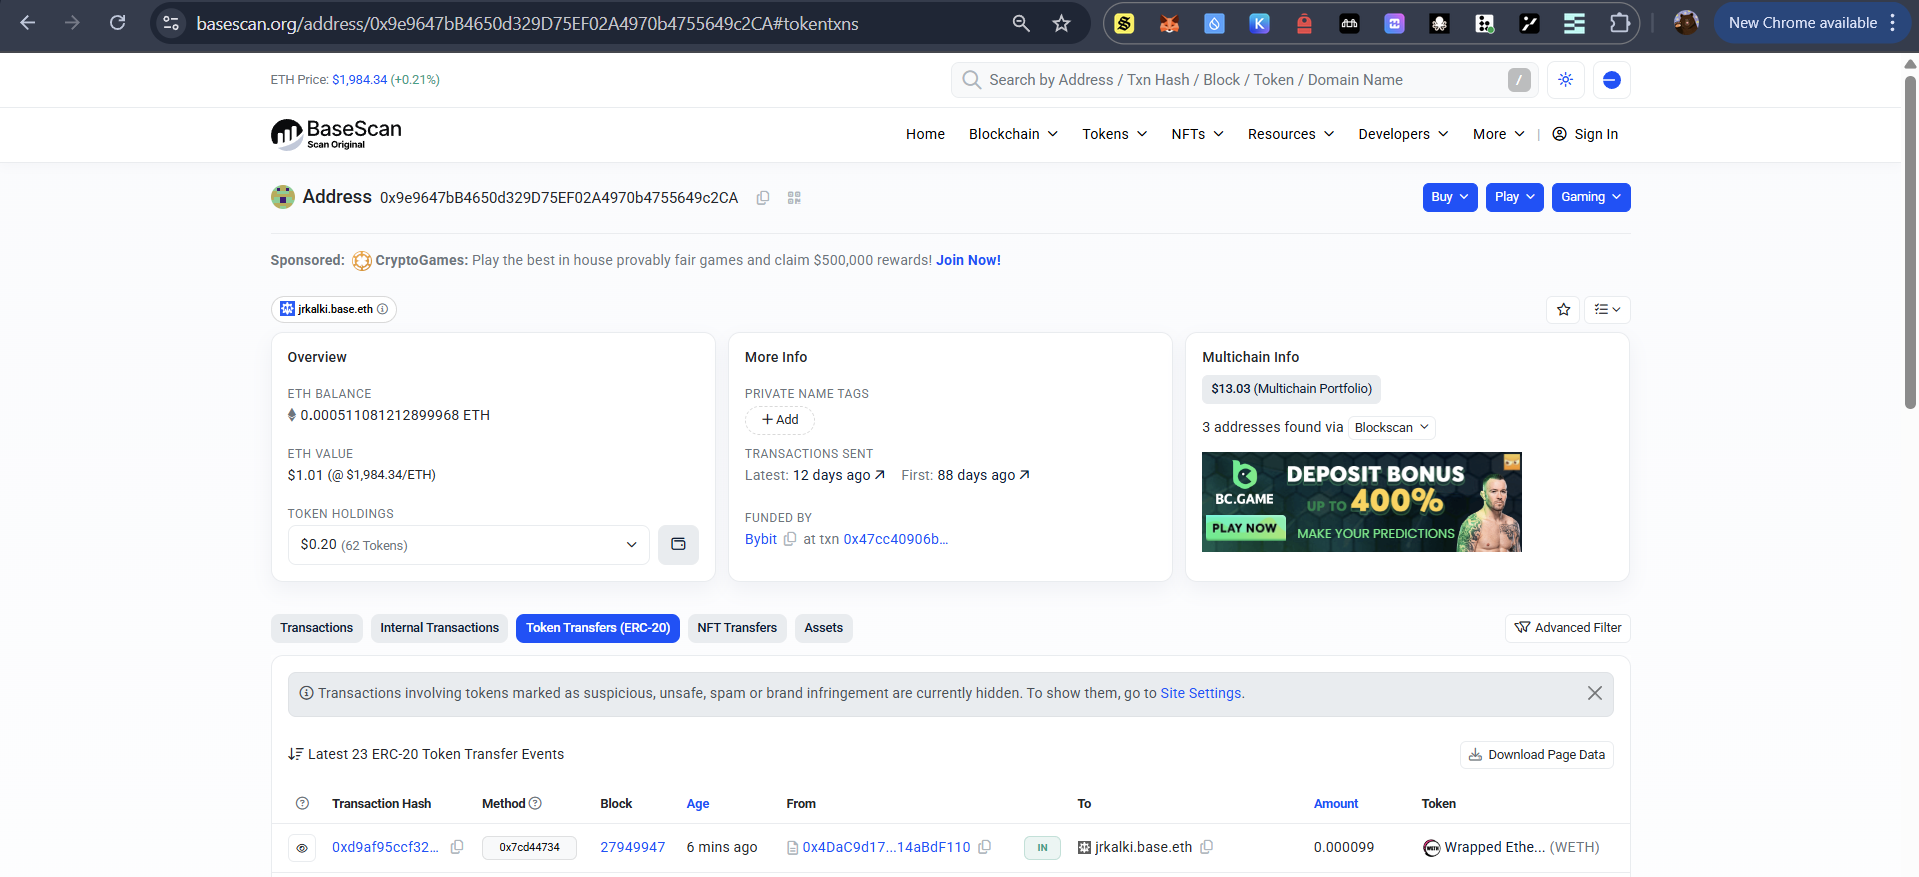 basescan.org/address/0x9e9647bB4650d329D75EF02A4970b4755649c2CA#tokentxns
New Chrome available
ETH Price: $1,984.34 (+0.21%)
Search by Address / Txn Hash / Block / Token / Domain Name /
BaseScan
Scan Original
Home Blockchain Tokens NFTs Resources Developers More | Sign In
Address 0x9e9647bB4650d329D75EF02A4970b4755649c2CA
Buy Play Gaming
Sponsored: CryptoGames: Play the best in house provably fair games and claim $500,000 rewards! Join Now!
jrkalki.base.eth
Overview
ETH BALANCE
0.000511081212899968 ETH
ETH VALUE
$1.01 (@ $1,984.34/ETH)
TOKEN HOLDINGS
$0.20 (62 Tokens)
More Info
PRIVATE NAME TAGS
+ Add
TRANSACTIONS SENT
Latest: 12 days ago First: 88 days ago
FUNDED BY
Bybit at txn 0x47cc40906b...
Multichain Info
$13.03 (Multichain Portfolio)
3 addresses found via Blockscan
BC.GAME
PLAY NOW
DEPOSIT BONUS
UP TO 400%
MAKE YOUR PREDICTIONS
Transactions Internal Transactions Token Transfers (ERC-20) NFT Transfers Assets
Advanced Filter
Transactions involving tokens marked as suspicious, unsafe, spam or brand infringement are currently hidden. To show them, go to Site Settings.
Latest 23 ERC-20 Token Transfer Events
Download Page Data
Transaction Hash Method Block Age From To Amount Token
0xd9af95ccf32... 0x7cd44734 27949947 6 mins ago 0x4DaC9d17...14aBdF110 IN jrkalki.base.eth 0.000099 Wrapped Ethe... (WETH)